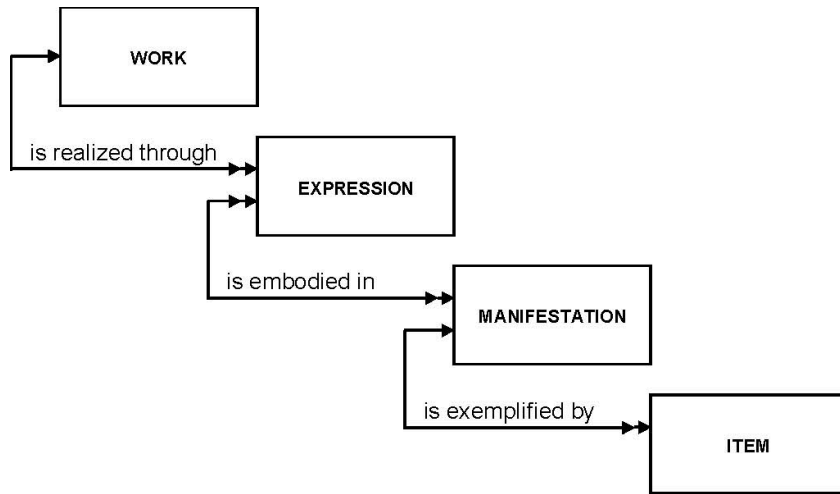 WORK
is realized through
EXPRESSION
is embodied in
MANIFESTATION
is exemplified by
ITEM